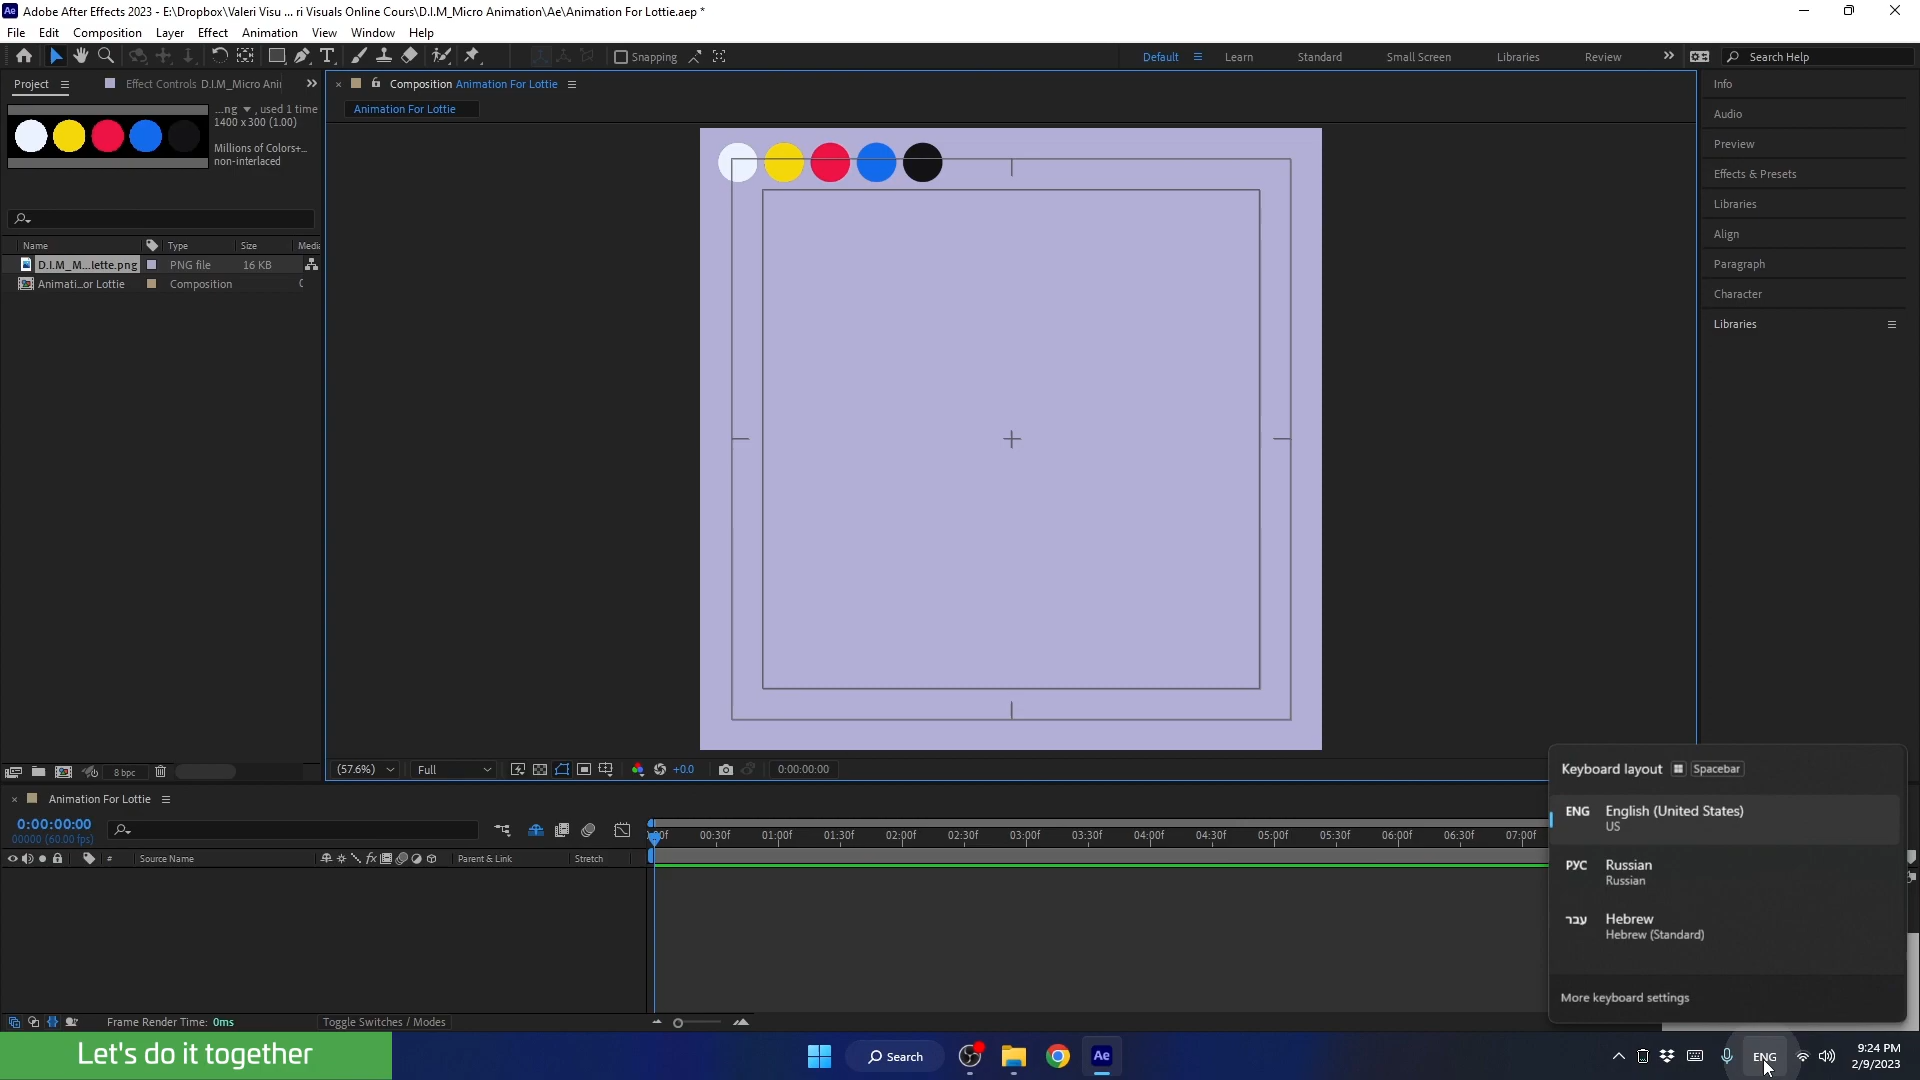 Ae Adobe After Effects 2023 - E:\Dropbox\Valeri Visu ... ri Visuals Online Cours\D.I.M_Micro Animation\Ae\Animation For Lottie.aep *
File Edit Composition Layer Effect Animation View Window Help
Snapping Default Learn Standard Small Screen Libraries Review Search Help
Project Effect Controls D.I.M_Micro Ani Composition Animation For Lottie
Animation For Lottie
...ng , used 1 time
1400 x 300 (1.00)
Millions of Colors+...
non-interlaced
Name Type Size Media
D.I.M_M...lette.png PNG file 16 KB
Animati...or Lottie Composition
Info
Audio
Preview
Effects & Presets
Libraries
Align
Paragraph
Character
Libraries
8 bpc
(57.6%) Full +0.0 0:00:00:00
Animation For Lottie
0:00:00:00
00000 (60.00 fps)
00:30f 01:00f 01:30f 02:00f 02:30f 03:00f 03:30f 04:00f 04:30f 05:00f 05:30f 06:00f 06:30f 07:00f
# Source Name fx Parent & Link Stretch
Frame Render Time: 0ms Toggle Switches / Modes
Keyboard layout Spacebar
ENG English (United States)
US
РУС Russian
Russian
עבר Hebrew
Hebrew (Standard)
More keyboard settings
Let's do it together
Search
Ae
ENG
9:24 PM
2/9/2023